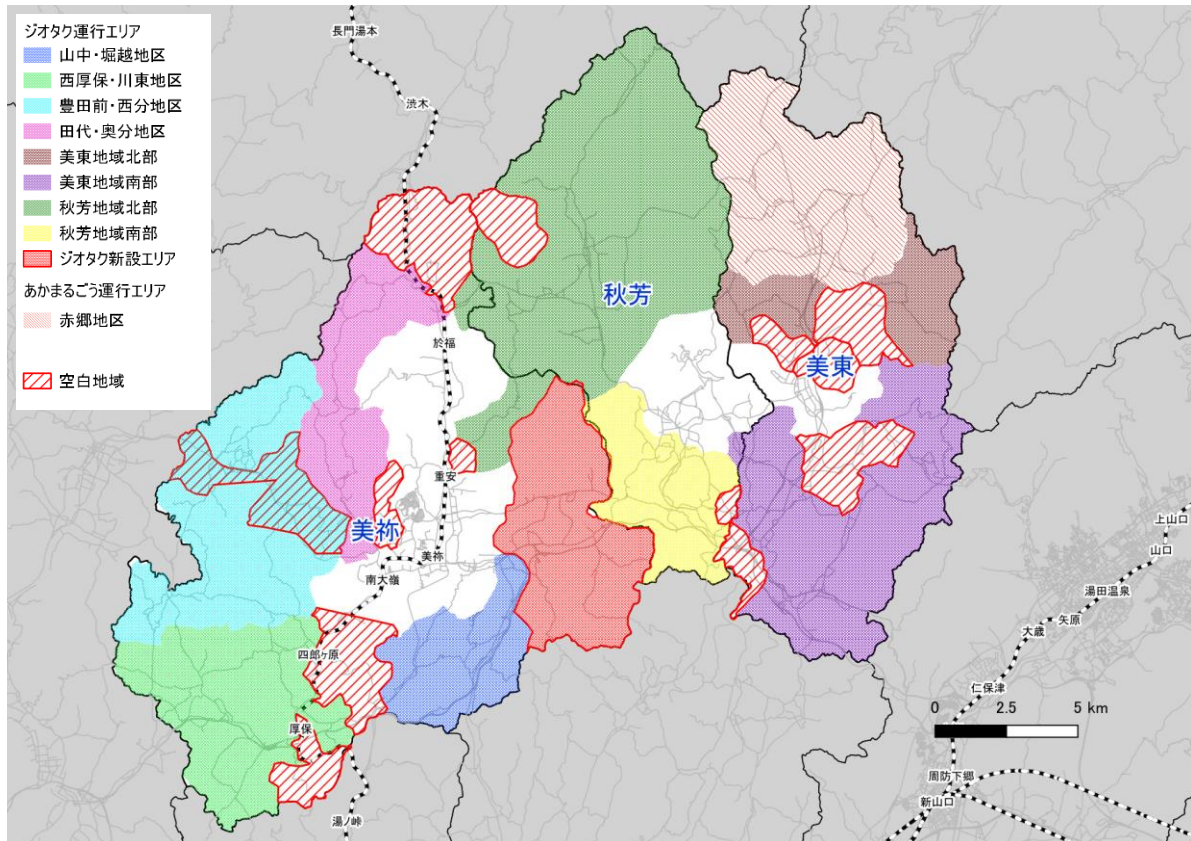 ジオタク運行エリア
山中・堀越地区
西厚保・川東地区
豊田前・西分地区
田代・奥分地区
美東地域北部
美東地域南部
秋芳地域北部
秋芳地域南部
ジオタク新設エリア
あかまるごう運行エリア
赤郷地区
空白地域
長門湯本
渋木
於福
重安
美祢
南大嶺
四郎ヶ原
厚保
湯ノ峠
美祢
秋芳
美東
上山口
山口
湯田温泉
矢原
大歳
仁保津
周防下郷
新山口
0 2.5 5 km